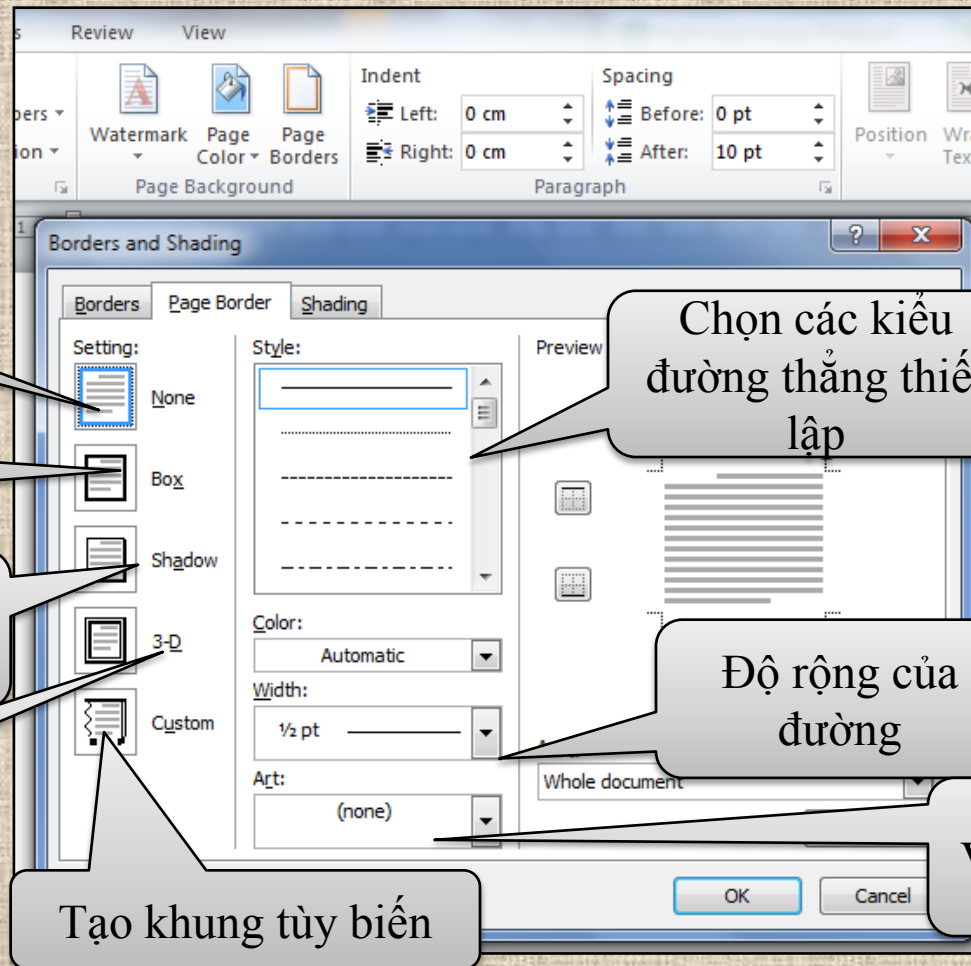 Review View
Indent Spacing
Left: 0 cm Before: 0 pt
Watermark Page Page Position
Color Borders Right: 0 cm After: 10 pt
Page Background Paragraph
1
Borders and Shading
Borders Page Border Shading
Setting: Style: Preview
Chọn các kiểu
đường thẳng thiế
lập
None
Box
Shadow
3-D
Custom
Color:
Automatic
Width:
½ pt
Art:
(none)
Độ rộng của
đường
Whole document
OK Cancel
Tạo khung tùy biến